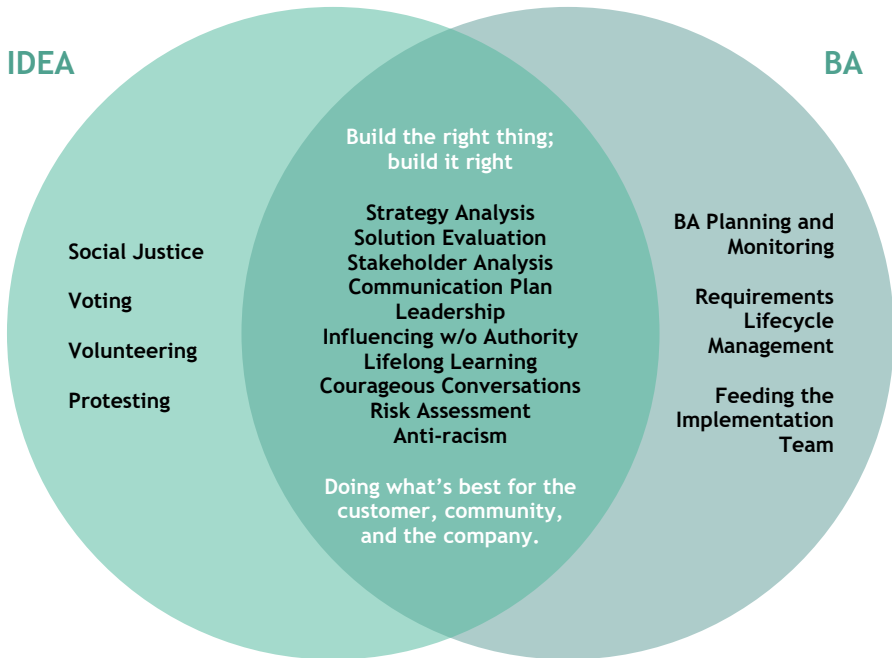 IDEA
BA
Social Justice
Voting
Volunteering
Protesting
Build the right thing;
build it right
Strategy Analysis
Solution Evaluation
Stakeholder Analysis
Communication Plan
Leadership
Influencing w/o Authority
Lifelong Learning
Courageous Conversations
Risk Assessment
Anti-racism
Doing what’s best for the
customer, community,
and the company.
BA Planning and
Monitoring
Requirements
Lifecycle
Management
Feeding the
Implementation
Team